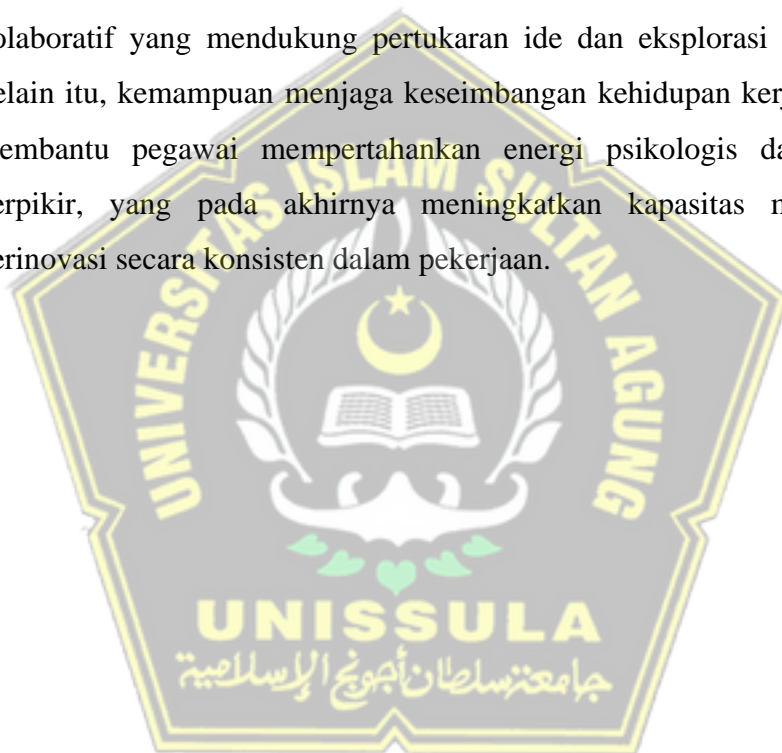 olaboratif yang mendukung pertukaran ide dan eksplorasi
elain itu, kemampuan menjaga keseimbangan kehidupan kerj
embantu pegawai mempertahankan energi psikologis da
erpikir, yang pada akhirnya meningkatkan kapasitas m
erinovasi secara konsisten dalam pekerjaan.
UNIVERSITAS ISLAM SULTAN AGUNG
UNISSULA
جامعة سلطان أجونج الإسلامية